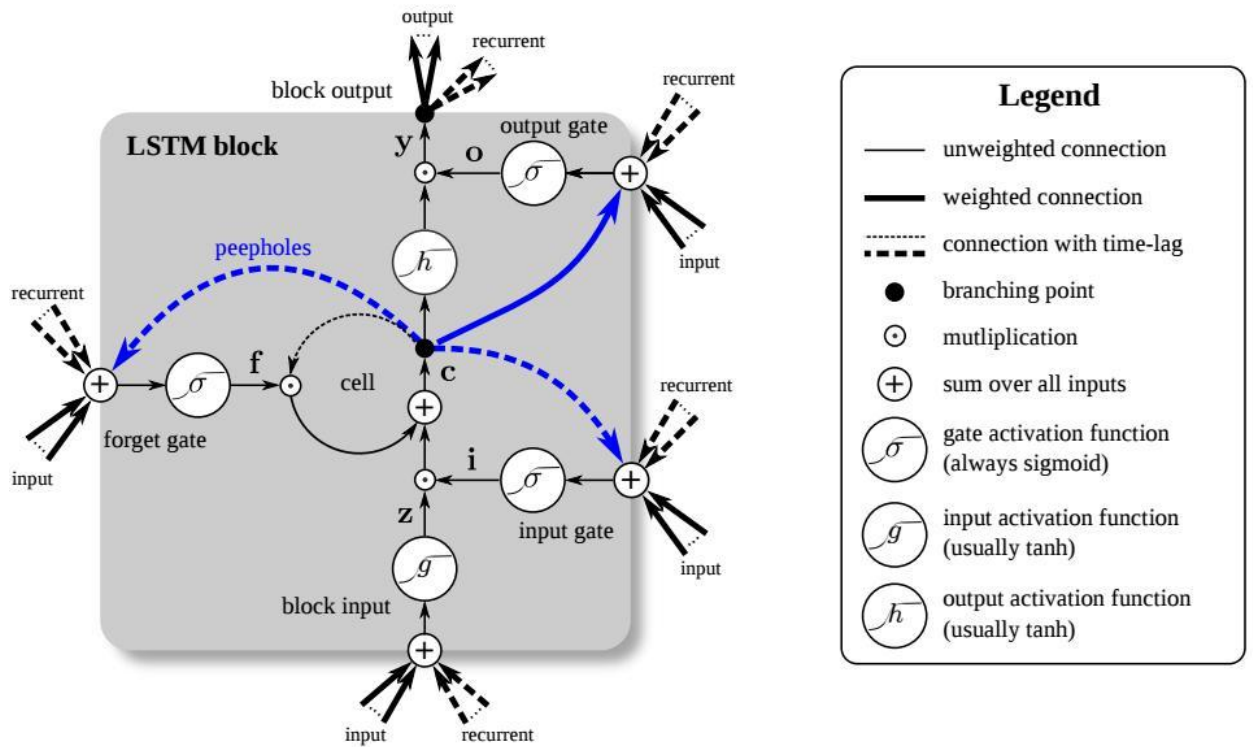 output
recurrent
block output
recurrent
LSTM block
output gate
y
o
σ
+
input
peepholes
h
recurrent
f
σ
+
cell
c
recurrent
+
forget gate
input
i
σ
+
z
input gate
input
g
block input
+
input
recurrent
Legend
unweighted connection
weighted connection
connection with time-lag
branching point
mutliplication
+
sum over all inputs
σ
gate activation function
(always sigmoid)
g
input activation function
(usually tanh)
h
output activation function
(usually tanh)